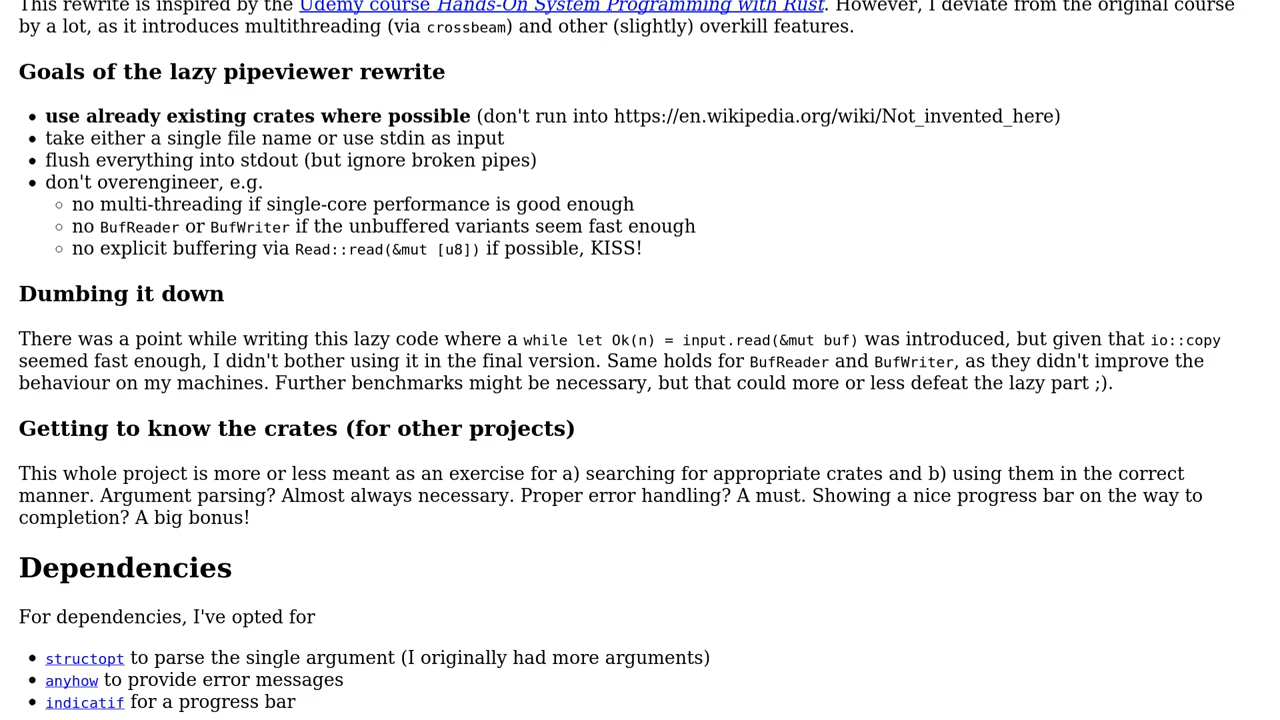 This rewrite is inspired by the Udemy course Hands-On System Programming with Rust. However, I deviate from the original course
by a lot, as it introduces multithreading (via crossbeam) and other (slightly) overkill features.
Goals of the lazy pipeviewer rewrite
• use already existing crates where possible (don't run into https://en.wikipedia.org/wiki/Not_invented_here)
• take either a single file name or use stdin as input
• flush everything into stdout (but ignore broken pipes)
• don't overengineer, e.g.
◦ no multi-threading if single-core performance is good enough
◦ no BufReader or BufWriter if the unbuffered variants seem fast enough
◦ no explicit buffering via Read::read(&mut [u8]) if possible, KISS!
Dumbing it down
There was a point while writing this lazy code where a while let Ok(n) = input.read(&mut buf) was introduced, but given that io::copy
seemed fast enough, I didn't bother using it in the final version. Same holds for BufReader and BufWriter, as they didn't improve the
behaviour on my machines. Further benchmarks might be necessary, but that could more or less defeat the lazy part ;).
Getting to know the crates (for other projects)
This whole project is more or less meant as an exercise for a) searching for appropriate crates and b) using them in the correct
manner. Argument parsing? Almost always necessary. Proper error handling? A must. Showing a nice progress bar on the way to
completion? A big bonus!
Dependencies
For dependencies, I've opted for
• structopt to parse the single argument (I originally had more arguments)
• anyhow to provide error messages
• indicatif for a progress bar